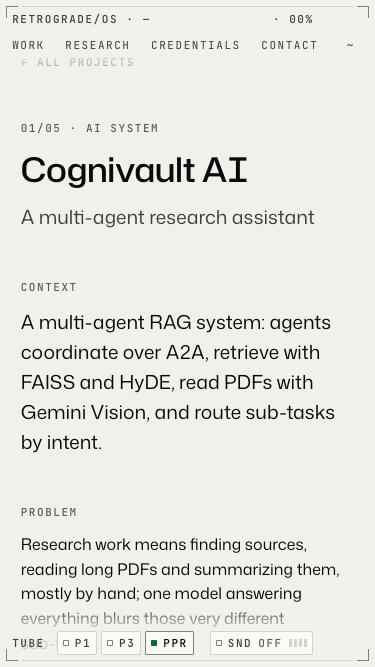 RETROGRADE/OS · — · 00%
WORK RESEARCH CREDENTIALS CONTACT ~
← ALL PROJECTS
01/05 · AI SYSTEM
Cognivault AI
A multi-agent research assistant
CONTEXT
A multi-agent RAG system: agents
coordinate over A2A, retrieve with
FAISS and HyDE, read PDFs with
Gemini Vision, and route sub-tasks
by intent.
PROBLEM
Research work means finding sources,
reading long PDFs and summarizing them,
mostly by hand; one model answering
everything blurs those very different
TUBE P1 P3 PPR SND OFF